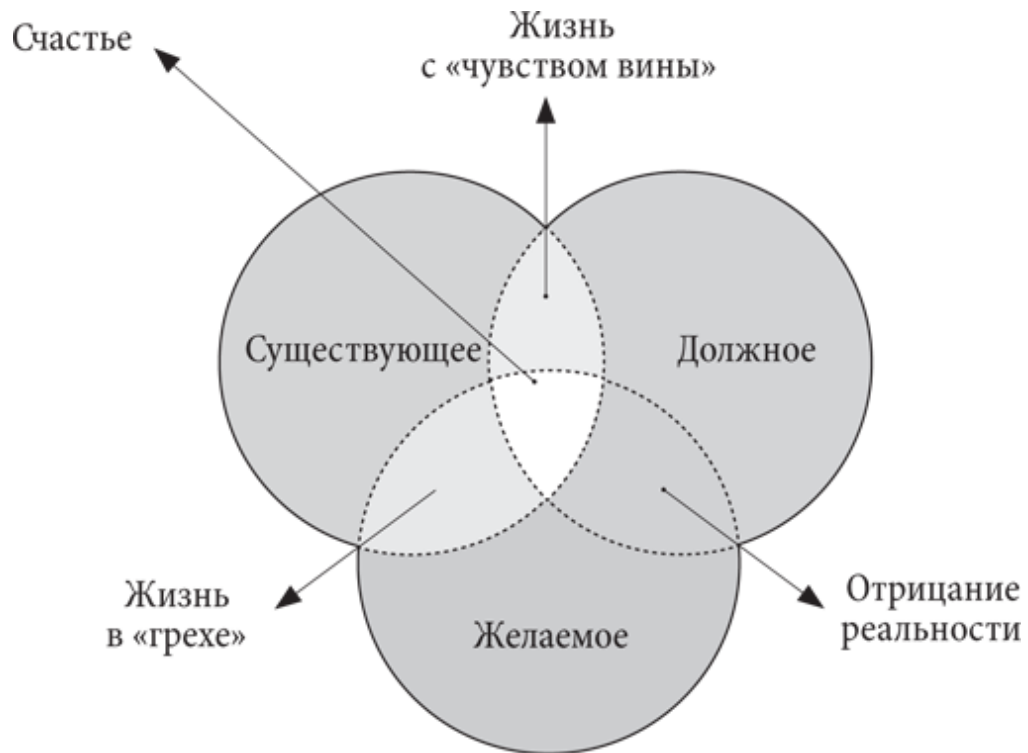 Счастье
Жизнь
с «чувством вины»
Существующее
Должное
Жизнь
в «грехе»
Желаемое
Отрицание
реальности